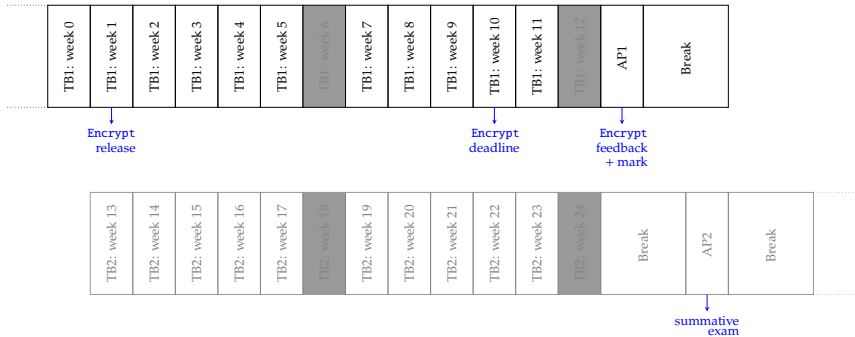 TB1: week 0
TB1: week 1
TB1: week 2
TB1: week 3
TB1: week 4
TB1: week 5
TB1: week 6
TB1: week 7
TB1: week 8
TB1: week 9
TB1: week 10
TB1: week 11
TB1: week 12
AP1
Break
Encrypt
release
Encrypt
deadline
Encrypt
feedback
+ mark
TB2: week 13
TB2: week 14
TB2: week 15
TB2: week 16
TB2: week 17
TB2: week 18
TB2: week 19
TB2: week 20
TB2: week 21
TB2: week 22
TB2: week 23
TB2: week 24
Break
AP2
Break
summative
exam